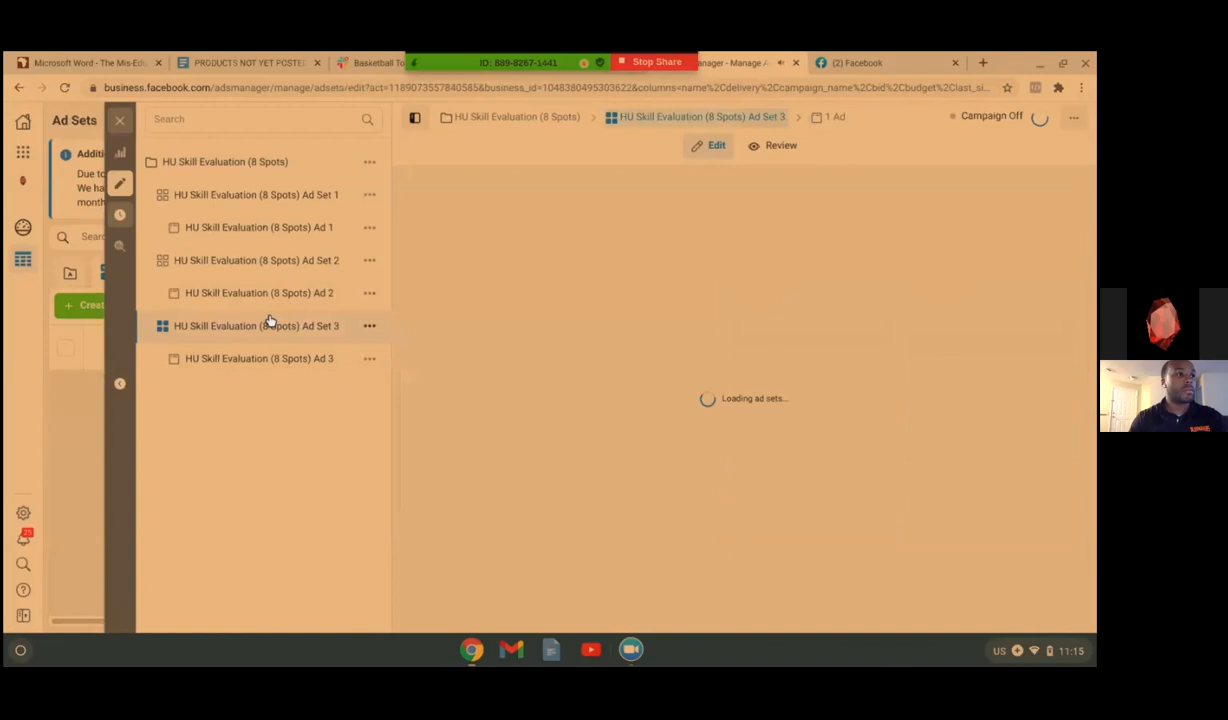 Microsoft Word - The Mis-Edu
PRODUCTS NOT YET POSTE
Basketball To
ID: 889-8267-1441
Stop Share
anager - Manage A
(2) Facebook
business.facebook.com/adsmanager/manage/adsets/edit?act=1189073557840585&business_id=1048380495303622&columns=name%2Cdelivery%2Ccampaign_name%2Cbid%2Cbudget%2Clast_si...
Ad Sets
Search
HU Skill Evaluation (8 Spots)
HU Skill Evaluation (8 Spots) Ad Set 3
1 Ad
Campaign Off
Edit
Review
Additi
Due to
We ha
month
Sear
Creat
HU Skill Evaluation (8 Spots)
HU Skill Evaluation (8 Spots) Ad Set 1
HU Skill Evaluation (8 Spots) Ad 1
HU Skill Evaluation (8 Spots) Ad Set 2
HU Skill Evaluation (8 Spots) Ad 2
HU Skill Evaluation (8 Spots) Ad Set 3
HU Skill Evaluation (8 Spots) Ad 3
Loading ad sets...
25
US
11:15